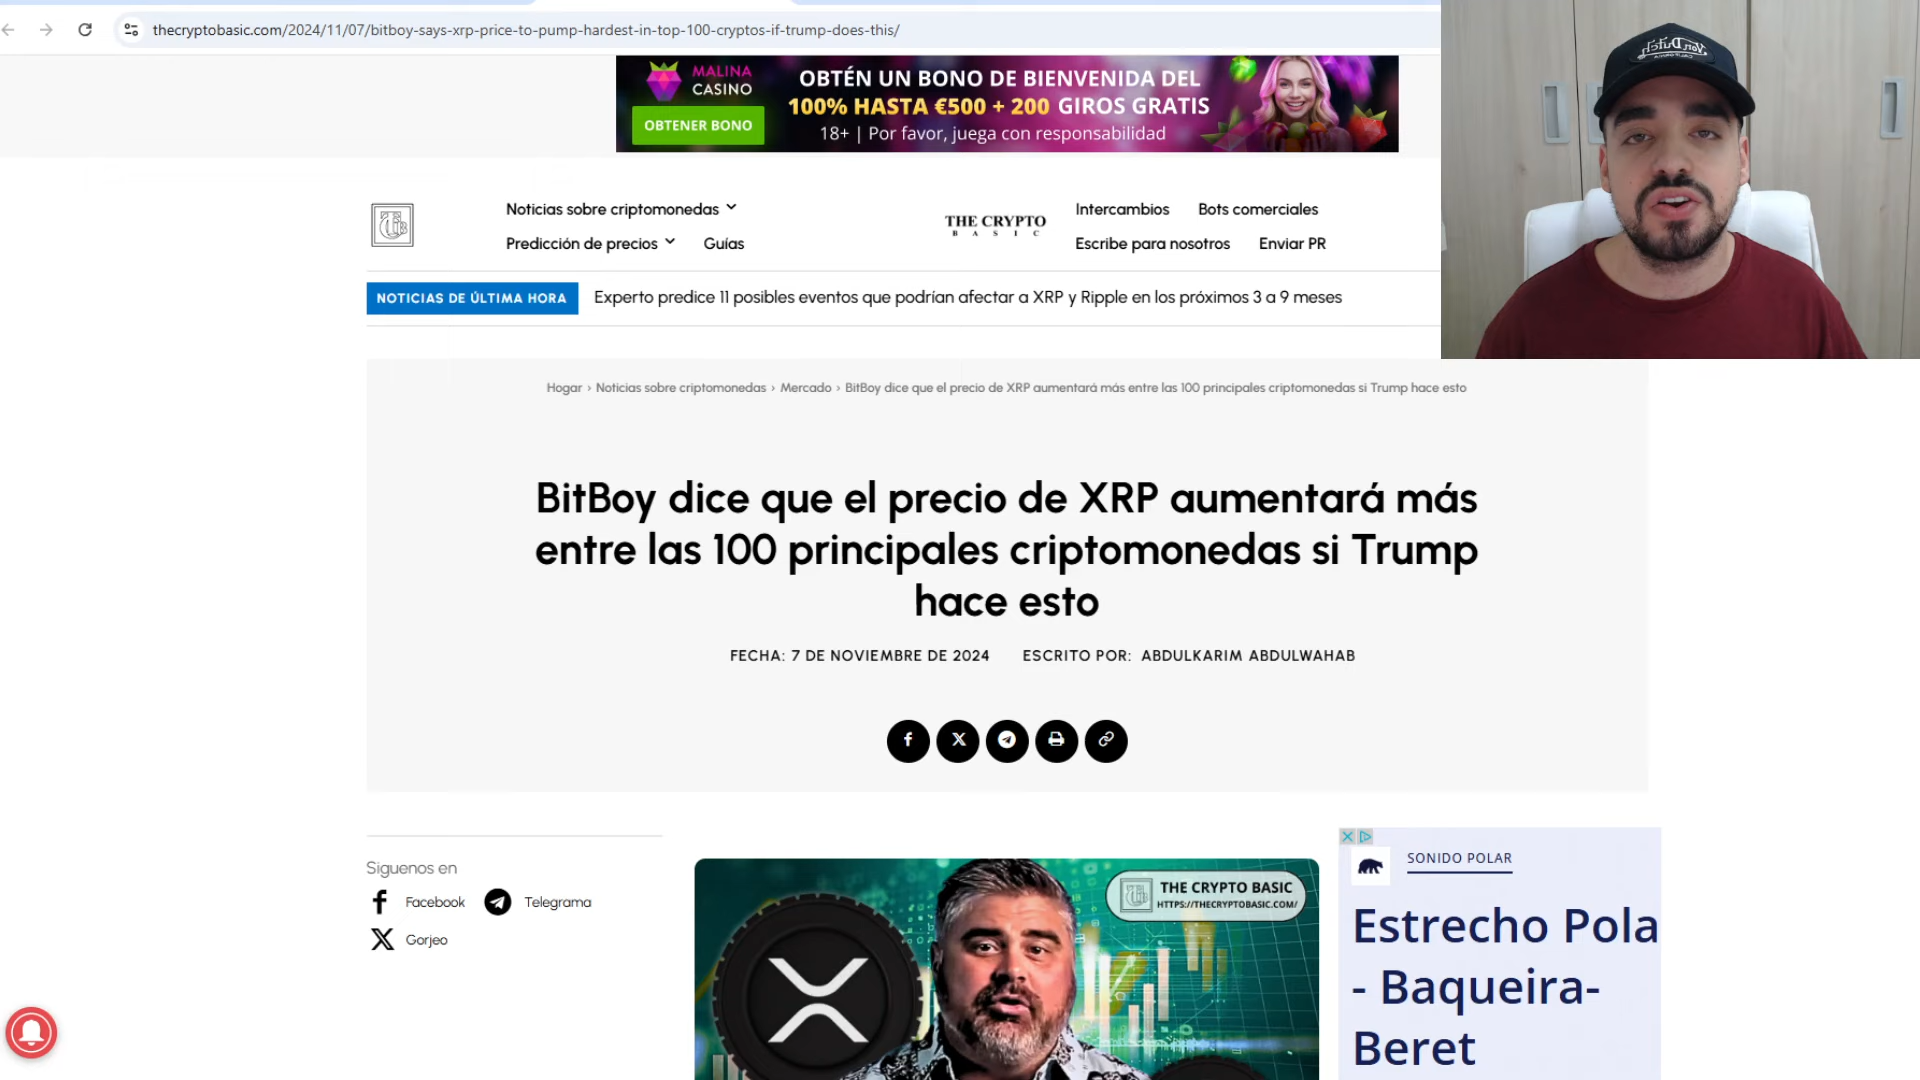 thecryptobasic.com/2024/11/07/bitboy-says-xrp-price-to-pump-hardest-in-top-100-cryptos-if-trump-does-this/
MALINA
CASINO
OBTENER BONO
OBTÉN UN BONO DE BIENVENIDA DEL
100% HASTA €500 + 200 GIROS GRATIS
18+ | Por favor, juega con responsabilidad
Von Dutch
Noticias sobre criptomonedas
Predicción de precios
Guías
THE CRYPTO
BASIC
Intercambios
Bots comerciales
Escribe para nosotros
Enviar PR
NOTICIAS DE ÚLTIMA HORA
Experto predice 11 posibles eventos que podrían afectar a XRP y Ripple en los próximos 3 a 9 meses
Hogar › Noticias sobre criptomonedas › Mercado › BitBoy dice que el precio de XRP aumentará más entre las 100 principales criptomonedas si Trump hace esto
BitBoy dice que el precio de XRP aumentará más
entre las 100 principales criptomonedas si Trump
hace esto
FECHA: 7 DE NOVIEMBRE DE 2024 ESCRITO POR: ABDULKARIM ABDULWAHAB
Siguenos en
Facebook
Telegrama
Gorjeo
THE CRYPTO BASIC
HTTPS://THECRYPTOBASIC.COM/
SONIDO POLAR
Estrecho Pola
- Baqueira-
Beret